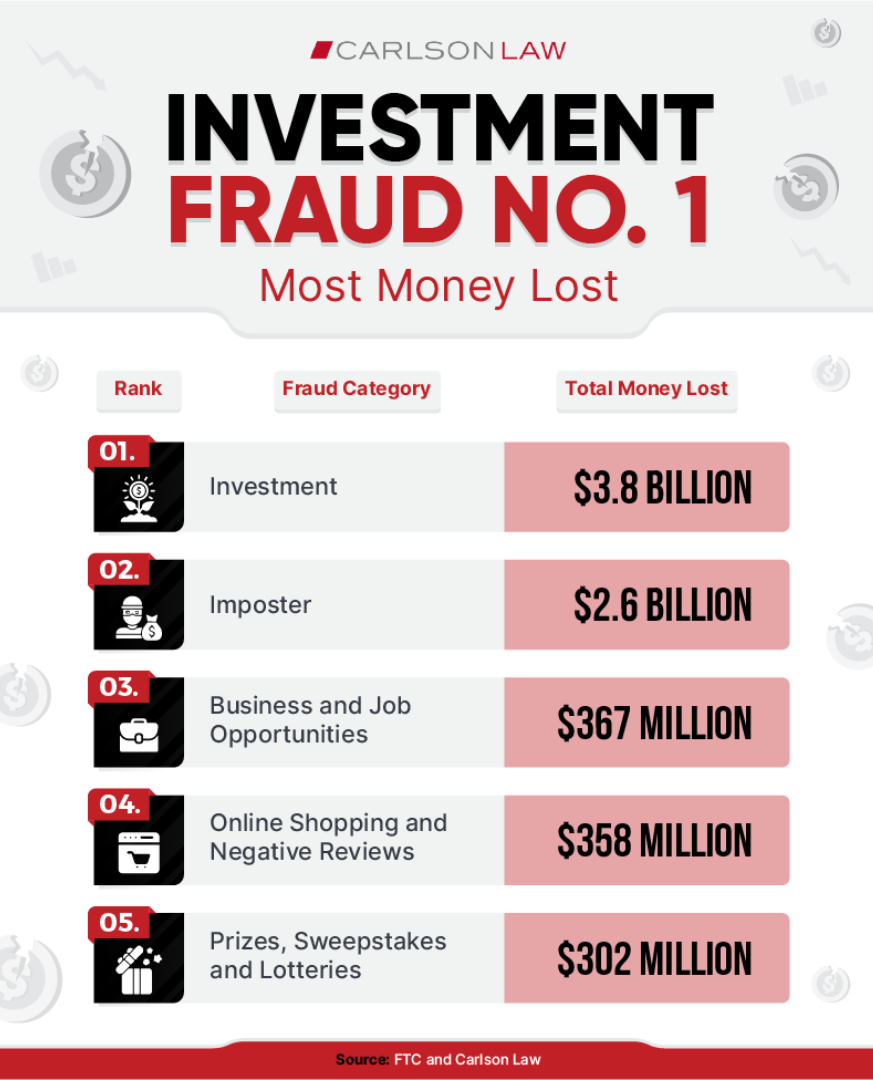 CARLSON LAW
INVESTMENT
FRAUD NO. 1
Most Money Lost
Rank Fraud Category Total Money Lost
01. Investment $3.8 BILLION
02. Imposter $2.6 BILLION
03. Business and Job
Opportunities $367 MILLION
04. Online Shopping and
Negative Reviews $358 MILLION
05. Prizes, Sweepstakes
and Lotteries $302 MILLION
Source: FTC and Carlson Law